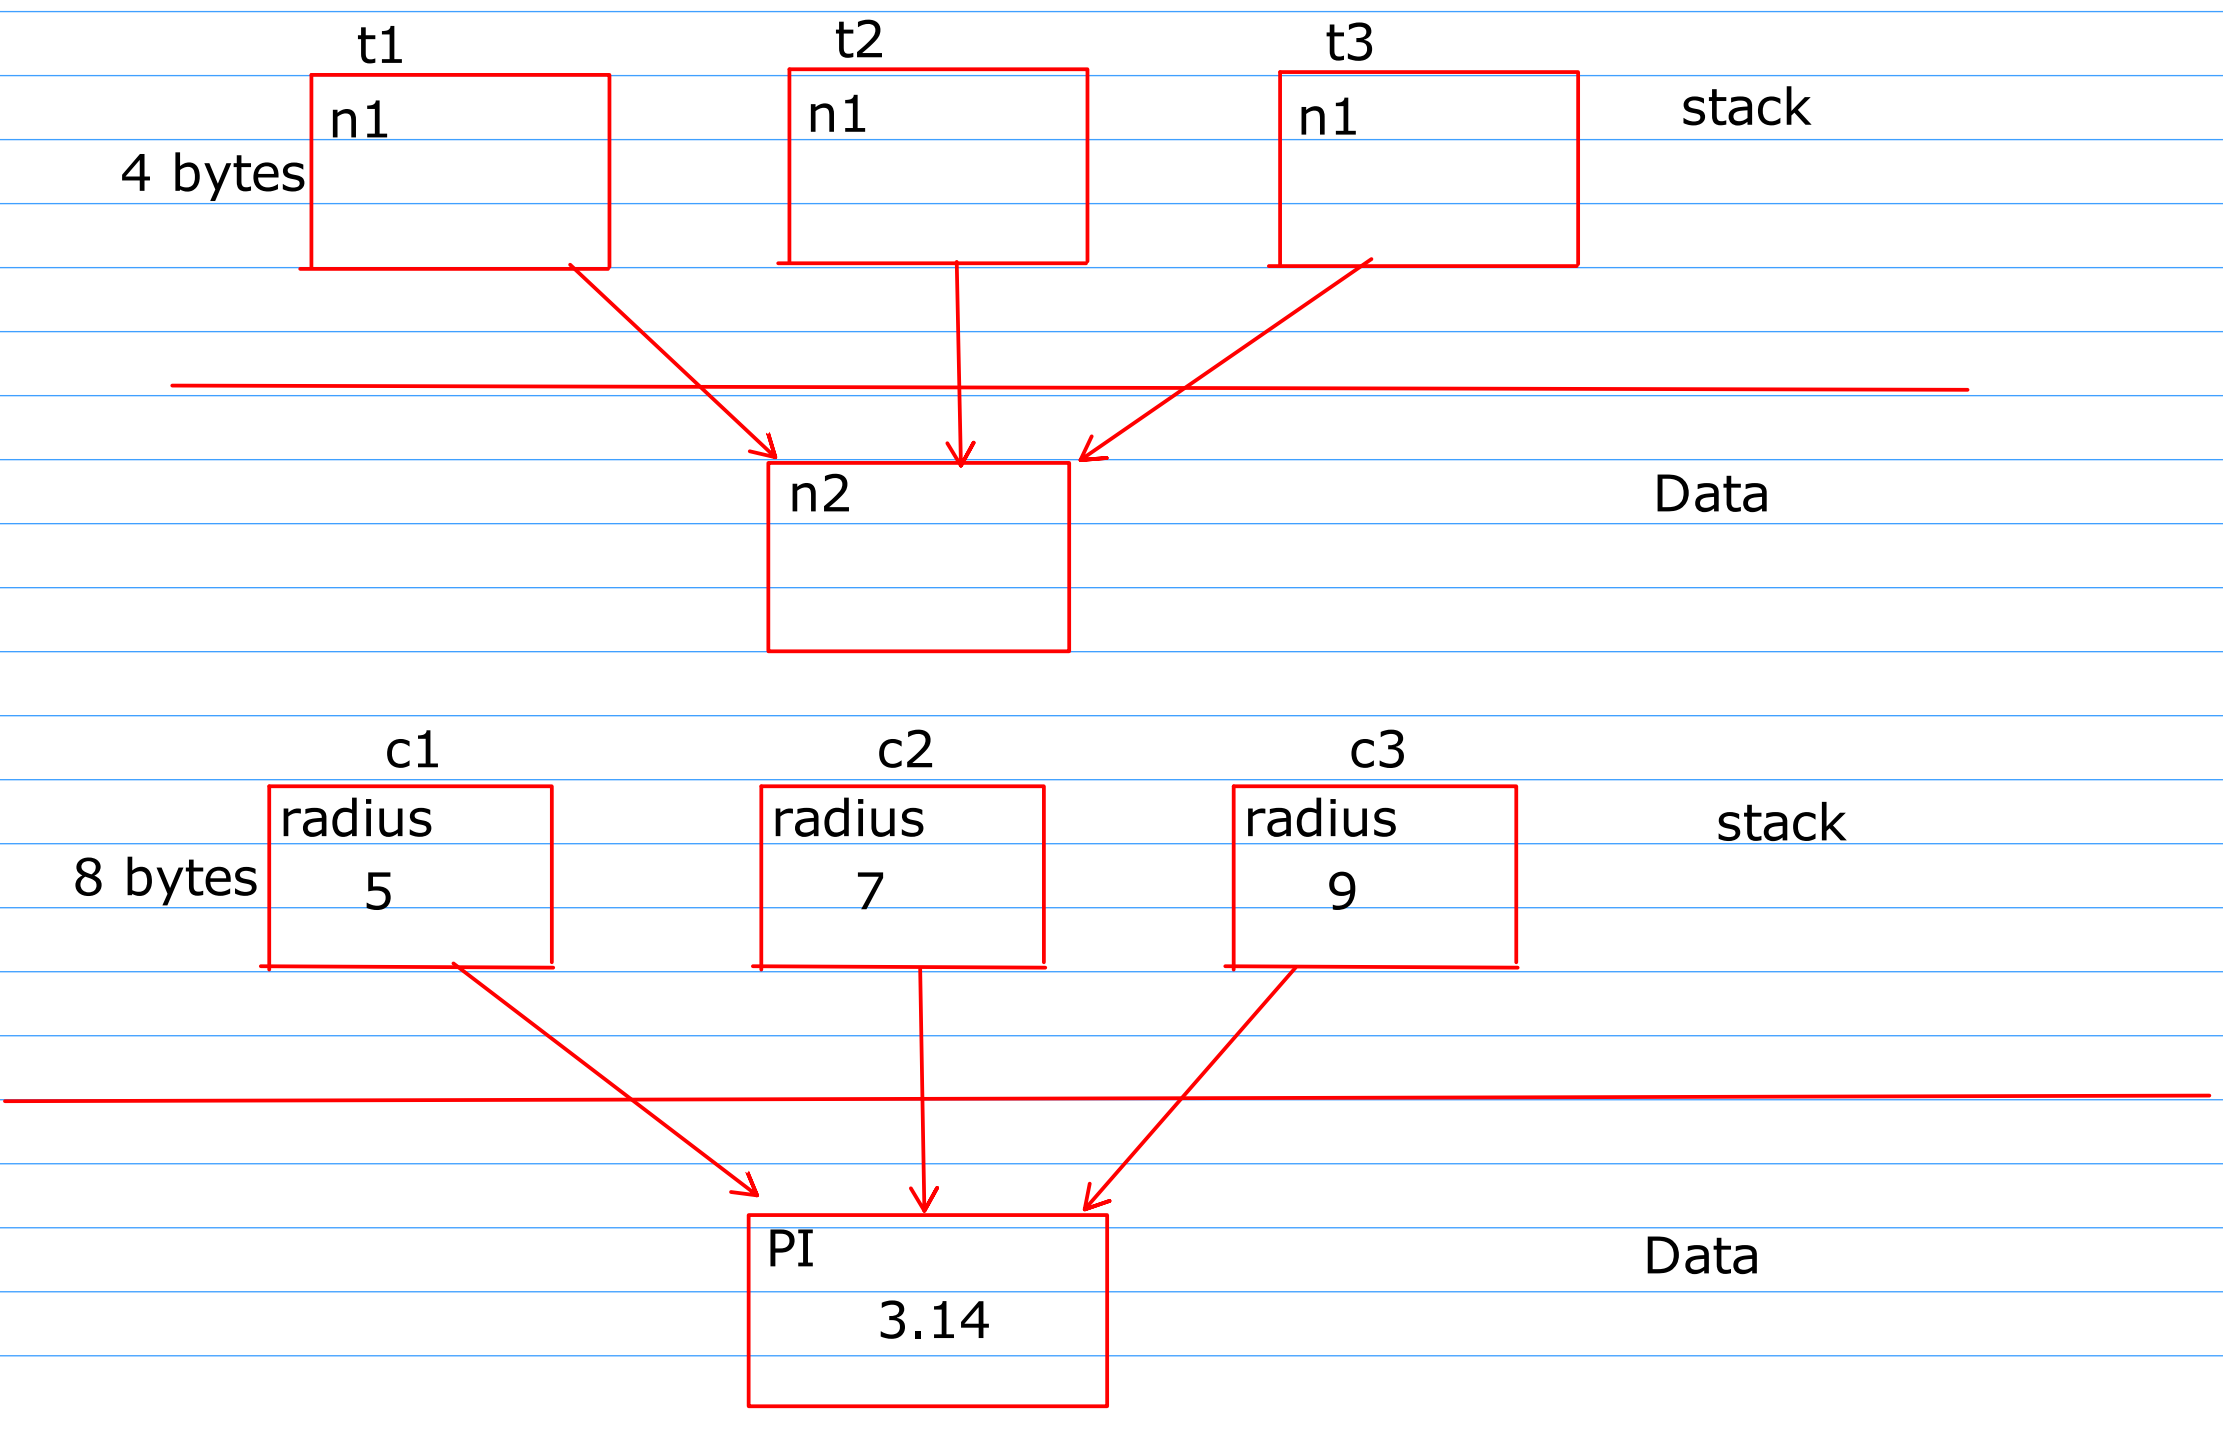 t1 t2 t3
n1 n1 n1 stack
4 bytes
n2 Data
c1 c2 c3
radius radius radius stack
8 bytes 5 7 9
PI Data
3.14